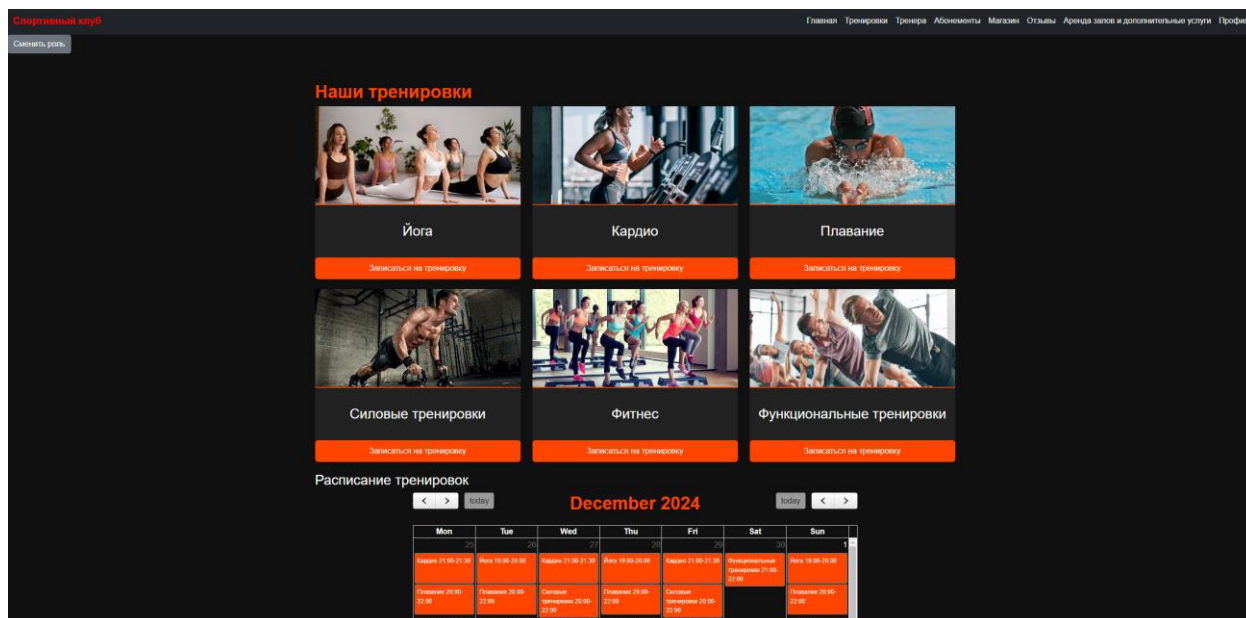 Спортивный клуб
Главная Тренировки Тренера Абонементы Магазин Отзывы Аренда залов и дополнительные услуги Профи
Сменить роль
Наши тренировки
Йога Кардио Плавание
Записаться на тренировку Записаться на тренировку Записаться на тренировку
Силовые тренировки Фитнес Функциональные тренировки
Записаться на тренировку Записаться на тренировку Записаться на тренировку
Расписание тренировок
today December 2024 today
Mon Tue Wed Thu Fri Sat Sun
25 26 27 28 29 30 1
Кардио 21:00-21:30 Йога 19:00-20:00 Кардио 21:00-21:30 Йога 19:00-20:00 Кардио 21:00-21:30 Функциональные Йога 19:00-20:00
тренировки 21:00-
22:00
Плавание 20:00- Плавание 20:00- Силовые Плавание 20:00- Силовые Плавание 20:00-
22:00 22:00 тренировки 20:00- 22:00 тренировки 20:00- 22:00
22:00 22:00